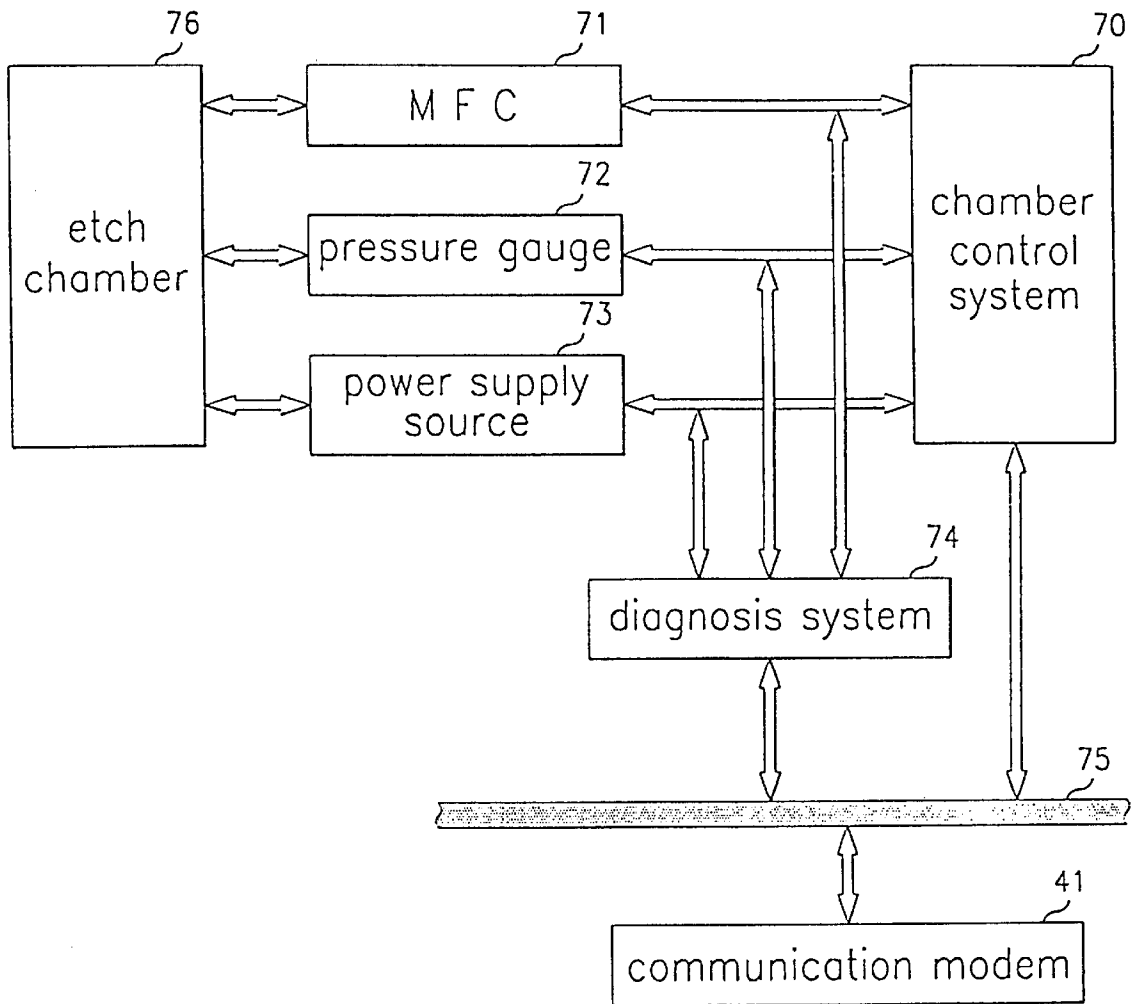 76
71
70
M F C
72
etch
chamber
pressure gauge
chamber
control
system
73
power supply
source
74
diagnosis system
75
41
communication modem